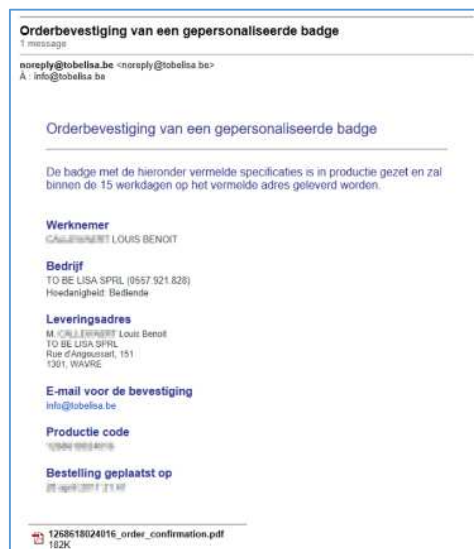 Orderbevestiging van een gepersonaliseerde badge
1 message
noreply@tobelisa.be <noreply@tobelisa.be>
À : info@tobelisa.be
Orderbevestiging van een gepersonaliseerde badge
De badge met de hieronder vermelde specificaties is in productie gezet en zal
binnen de 15 werkdagen op het vermelde adres geleverd worden.
Werknemer
LOUIS BENOIT
Bedrijf
TO BE LISA SPRL (0557.921.828)
Hoedanigheid: Bediende
Leveringsadres
M. Louis Benoit
TO BE LISA SPRL
Rue d'Angoussart, 151
1301, WAVRE
E-mail voor de bevestiging
info@tobelisa.be
Productie code
Bestelling geplaatst op
1268618024016_order_confirmation.pdf
182K